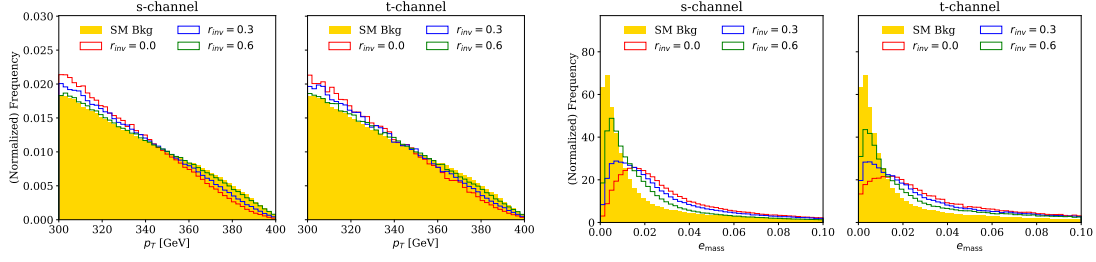 s-channel
t-channel
s-channel
t-channel
SM Bkg
r_inv = 0.0
r_inv = 0.3
r_inv = 0.6
SM Bkg
r_inv = 0.0
r_inv = 0.3
r_inv = 0.6
SM Bkg
r_inv = 0.0
r_inv = 0.3
r_inv = 0.6
SM Bkg
r_inv = 0.0
r_inv = 0.3
r_inv = 0.6
(Normalized) Frequency
0.030
0.025
0.020
0.015
0.010
0.005
0.000
300 320 340 360 380 400
p_T [GeV]
300 320 340 360 380 400
p_T [GeV]
(Normalized) Frequency
80
60
40
20
0
0.00 0.02 0.04 0.06 0.08 0.10
e_mass
0.00 0.02 0.04 0.06 0.08 0.10
e_mass